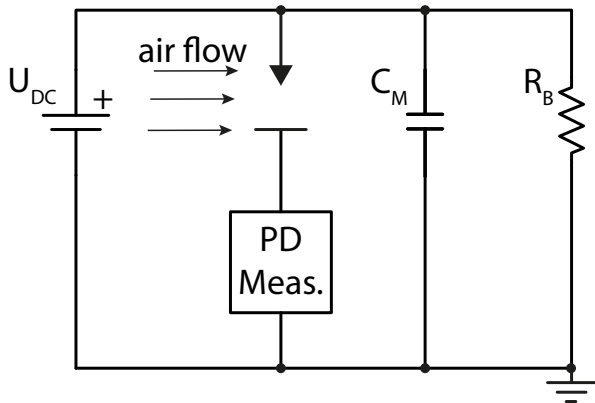 air flow
U_DC
+
C_M
R_B
PD
Meas.